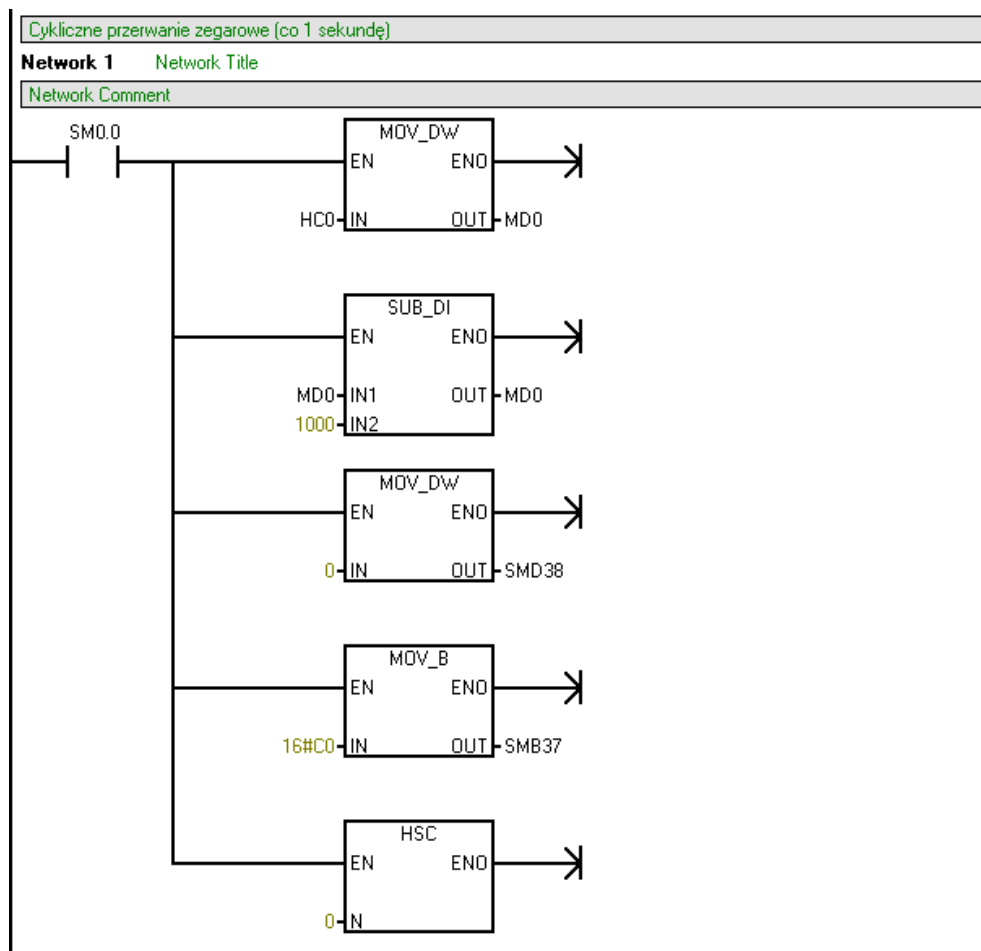 Cykliczne przerwanie zegarowe (co 1 sekundę)
Network 1 Network Title
Network Comment
SM0.0
MOV_DW
EN ENO
HC0 IN OUT MD0
SUB_DI
EN ENO
MD0 IN1 OUT MD0
1000 IN2
MOV_DW
EN ENO
0 IN OUT SMD38
MOV_B
EN ENO
16#C0 IN OUT SMB37
HSC
EN ENO
0 N